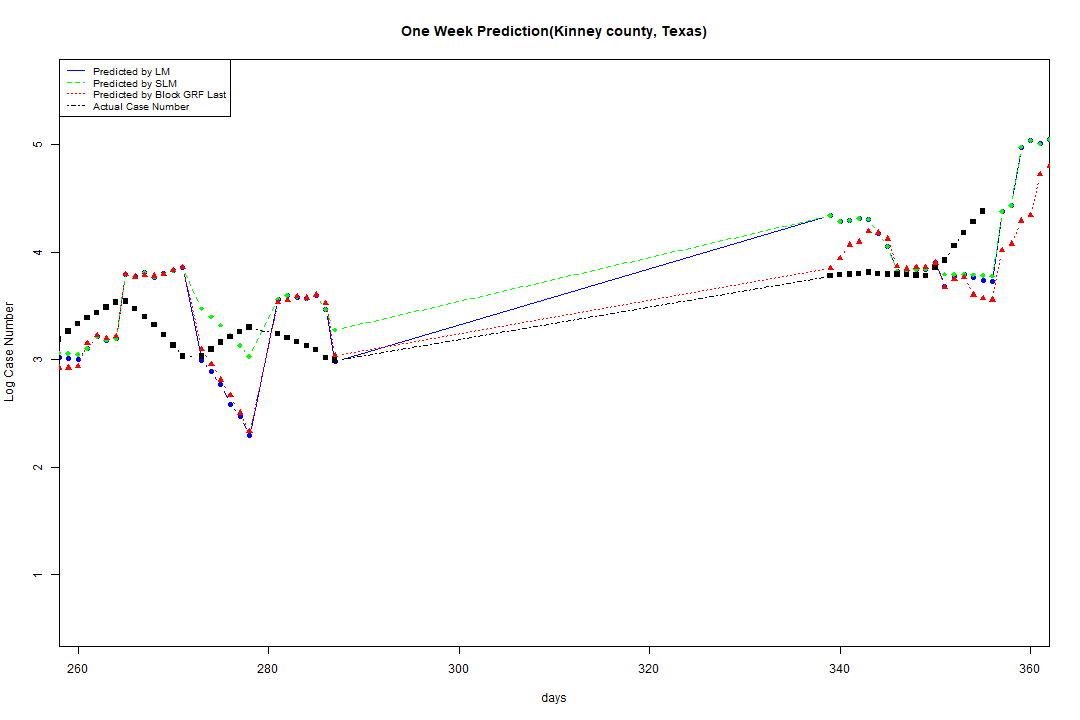 One Week Prediction(Kinney county, Texas)
Predicted by LM
Predicted by SLM
Predicted by Block GRF Last
Actual Case Number
5
4
3
2
1
Log Case Number
260 280 300 320 340 360
days